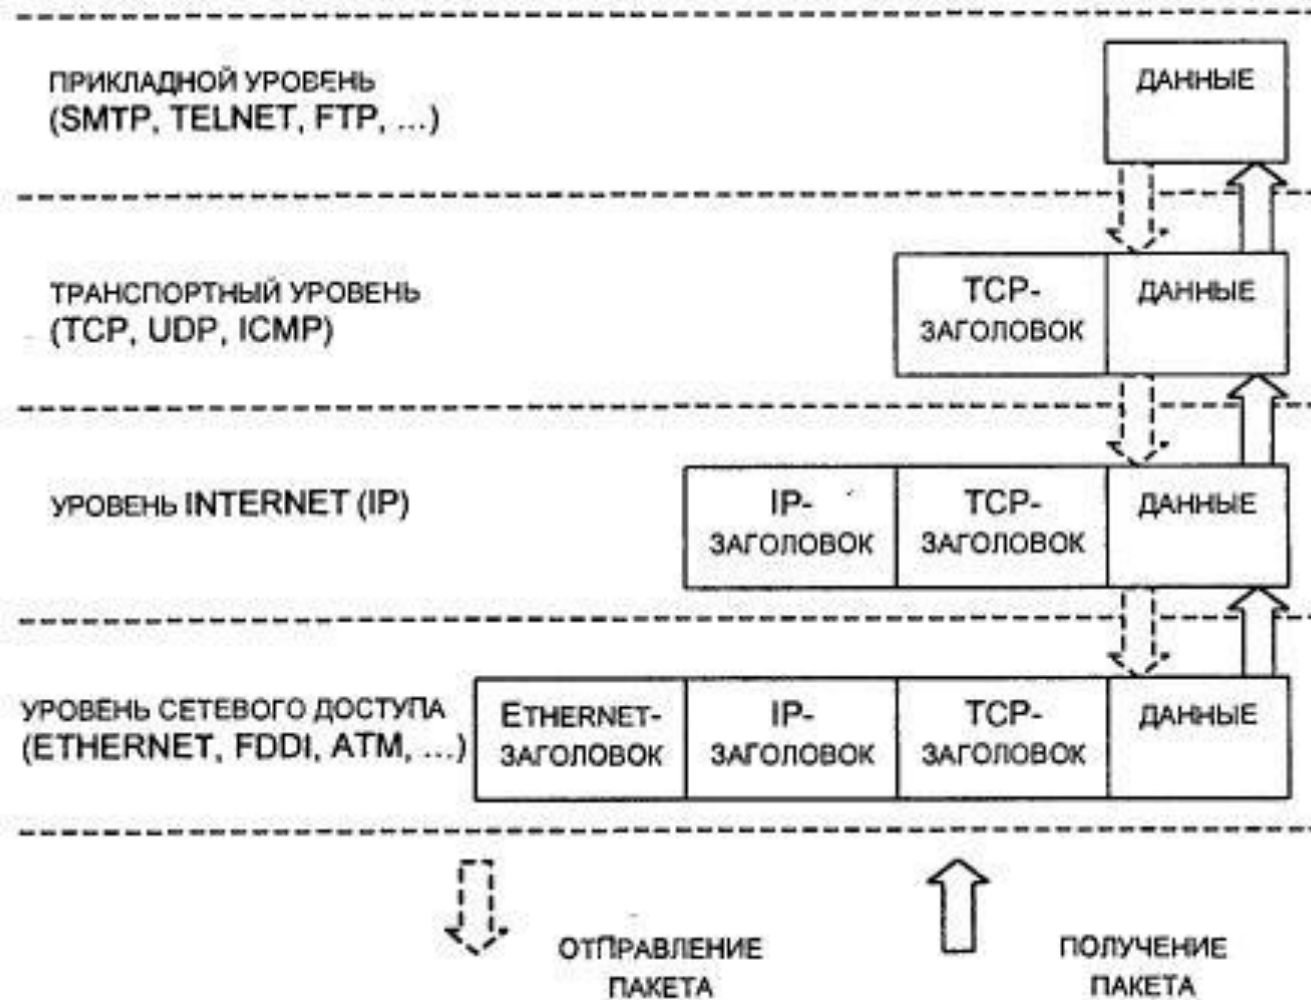 ПРИКЛАДНОЙ УРОВЕНЬ
(SMTP, TELNET, FTP, ...)
ДАННЫЕ
ТРАНСПОРТНЫЙ УРОВЕНЬ
(TCP, UDP, ICMP)
TCP-
ЗАГОЛОВОК
ДАННЫЕ
УРОВЕНЬ INTERNET (IP)
IP-
ЗАГОЛОВОК
TCP-
ЗАГОЛОВОК
ДАННЫЕ
УРОВЕНЬ СЕТЕВОГО ДОСТУПА
(ETHERNET, FDDI, ATM, ...)
ETHERNET-
ЗАГОЛОВОК
IP-
ЗАГОЛОВОК
TCP-
ЗАГОЛОВОК
ДАННЫЕ
ОТПРАВЛЕНИЕ
ПАКЕТА
ПОЛУЧЕНИЕ
ПАКЕТА